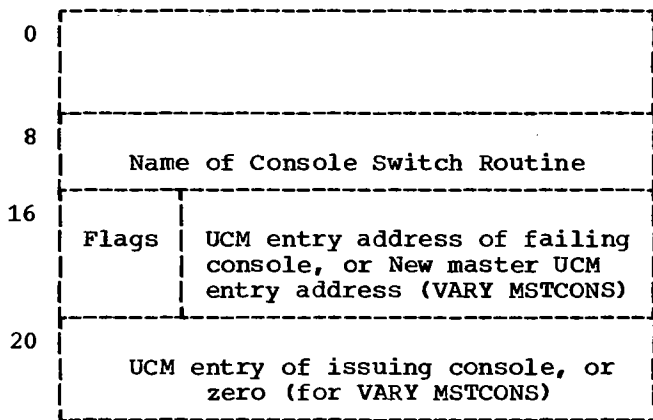 0
8
Name of Console Switch Routine
16
Flags
UCM entry address of failing
console, or New master UCM
entry address (VARY MSTCONS)
20
UCM entry of issuing console, or
zero (for VARY MSTCONS)